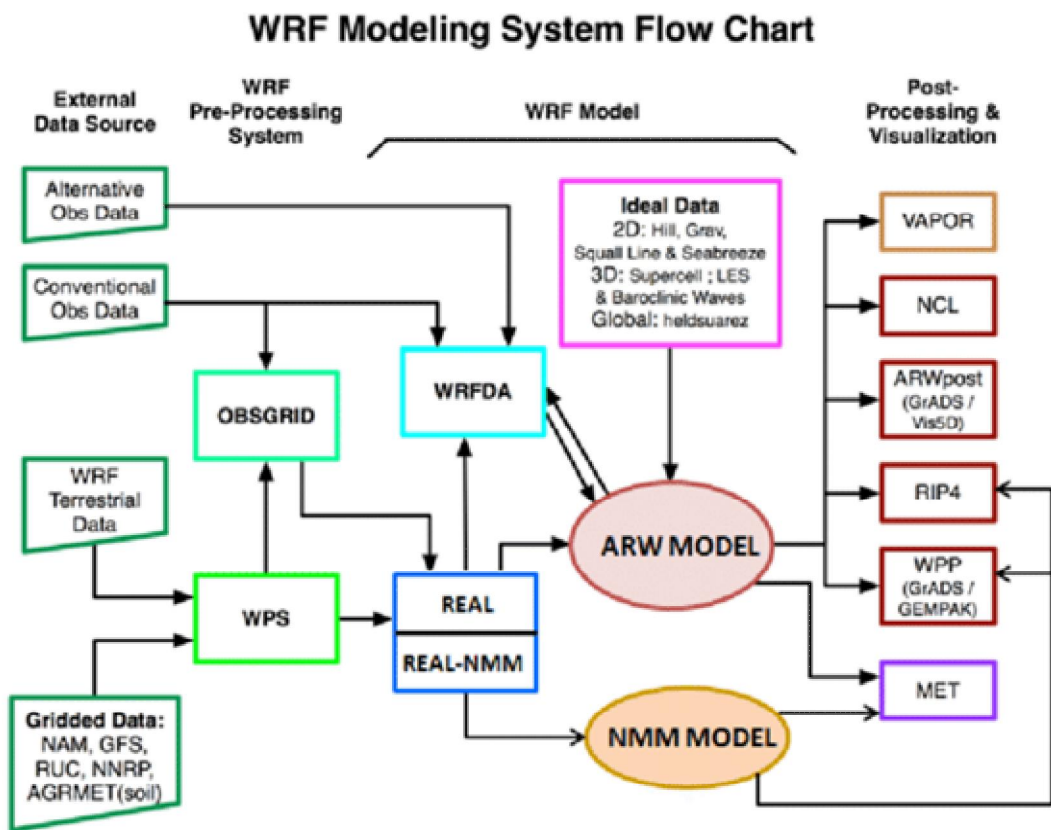 WRF Modeling System Flow Chart
External
Data Source
WRF
Pre-Processing
System
WRF Model
Post-
Processing &
Visualization
Alternative
Obs Data
Conventional
Obs Data
WRF
Terrestrial
Data
Gridded Data:
NAM, GFS,
RUC, NNRP,
AGRMET(soil)
OBSGRID
WPS
WRFDA
REAL
REAL-NMM
Ideal Data
2D: Hill, Grav,
Squall Line & Seabreeze
3D: Supercell ; LES
& Baroclinic Waves
Global: heldsuarez
ARW MODEL
NMM MODEL
VAPOR
NCL
ARWpost
(GrADS /
Vis5D)
RIP4
WPP
(GrADS /
GEMPAK)
MET